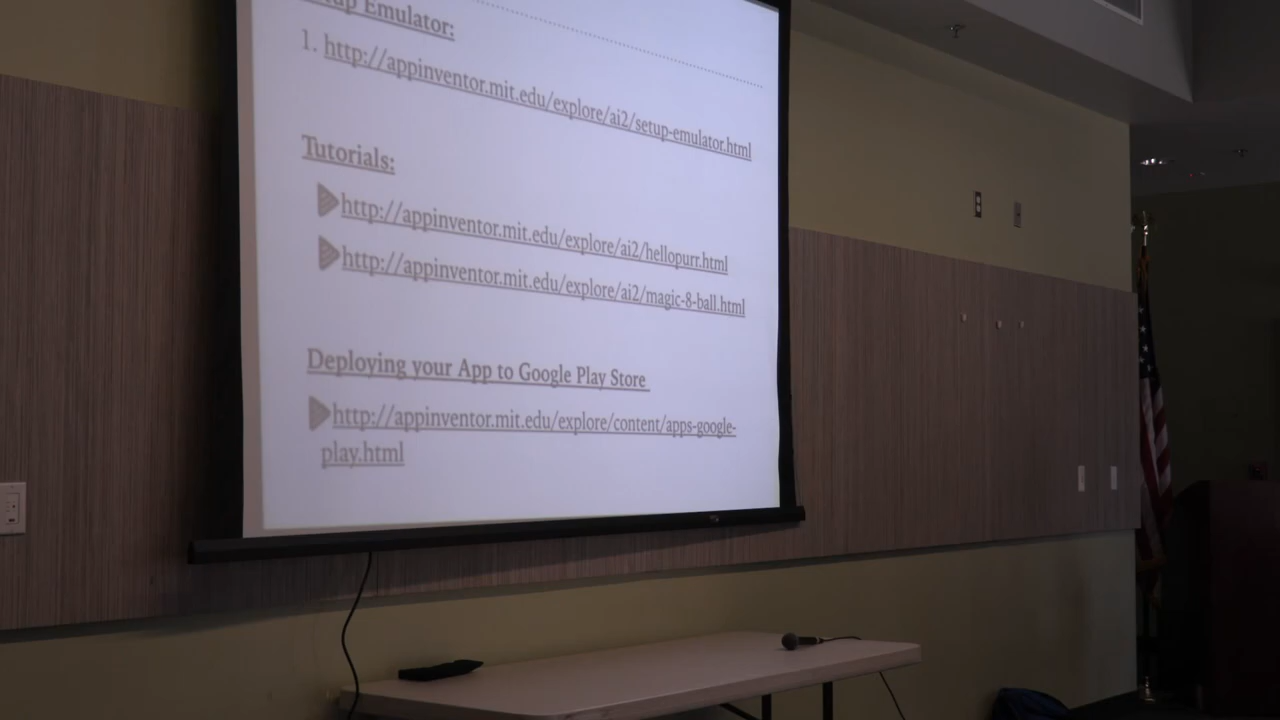 Emulator:
1. http://appinventor.mit.edu/explore/ai2/setup-emulator.html
Tutorials:
http://appinventor.mit.edu/explore/ai2/hellopurr.html
http://appinventor.mit.edu/explore/ai2/magic-8-ball.html
Deploying your App to Google Play Store
http://appinventor.mit.edu/explore/content/apps-google-
play.html